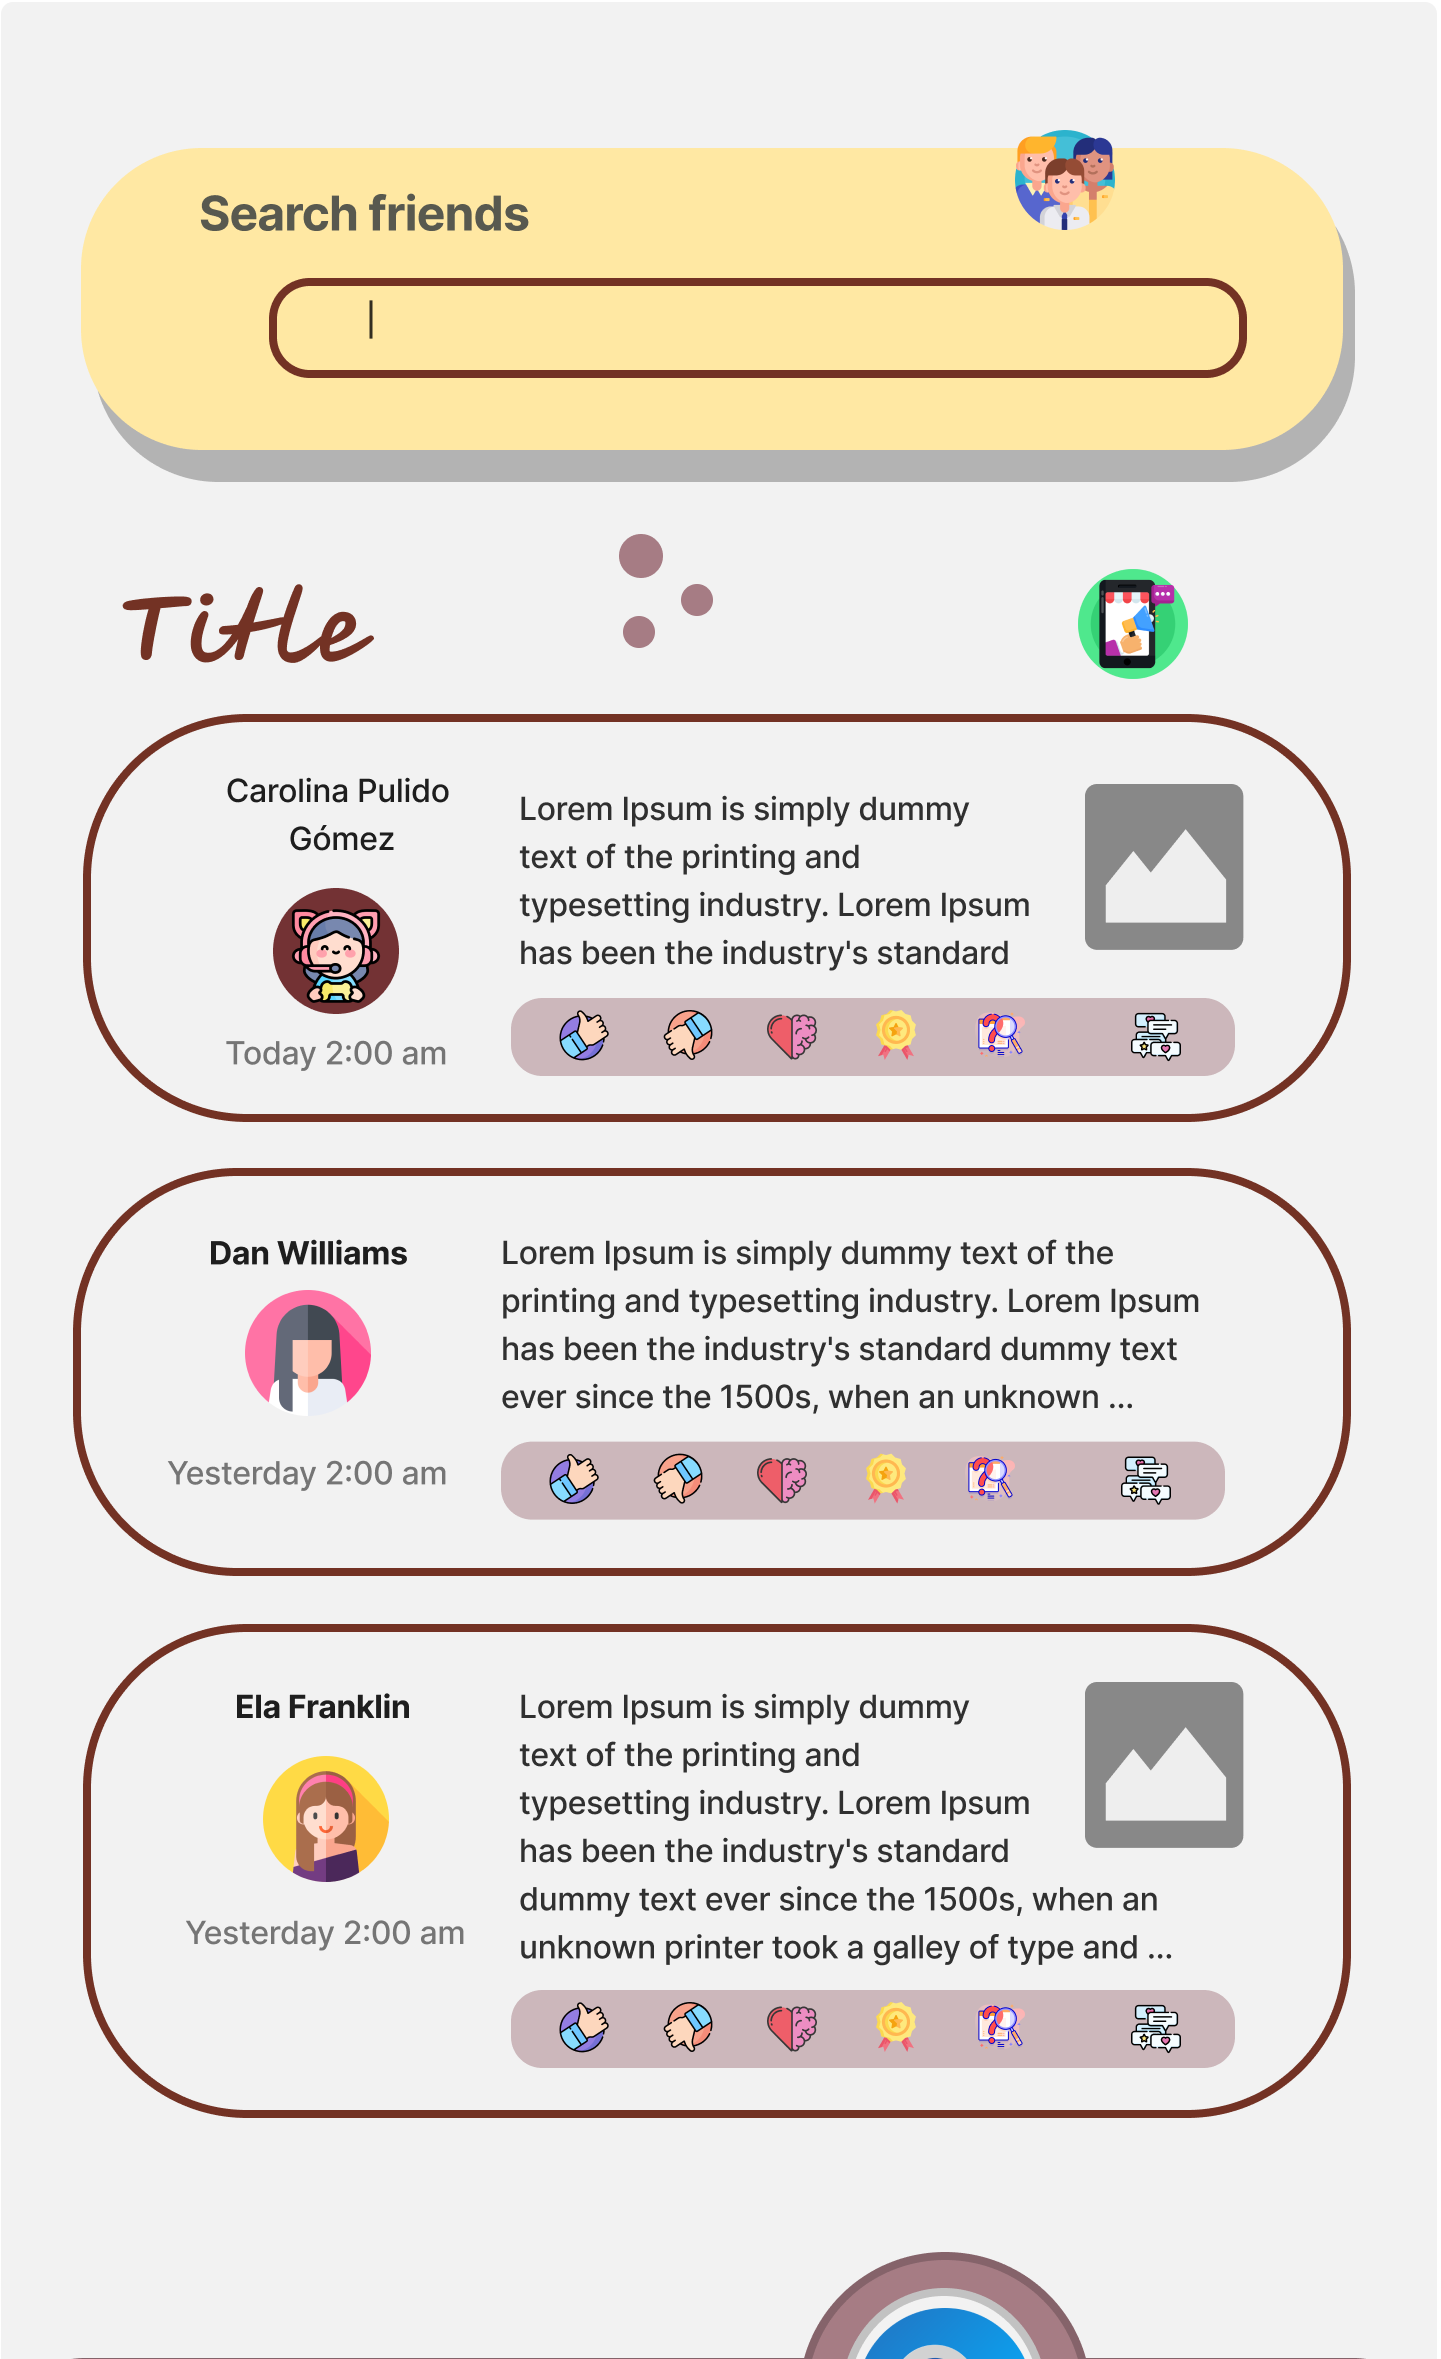 Search friends
Title
Carolina Pulido
Gómez
Today 2:00 am
Lorem Ipsum is simply dummy
text of the printing and
typesetting industry. Lorem Ipsum
has been the industry's standard
Dan Williams
Yesterday 2:00 am
Lorem Ipsum is simply dummy text of the
printing and typesetting industry. Lorem Ipsum
has been the industry's standard dummy text
ever since the 1500s, when an unknown ...
Ela Franklin
Yesterday 2:00 am
Lorem Ipsum is simply dummy
text of the printing and
typesetting industry. Lorem Ipsum
has been the industry's standard
dummy text ever since the 1500s, when an
unknown printer took a galley of type and ...